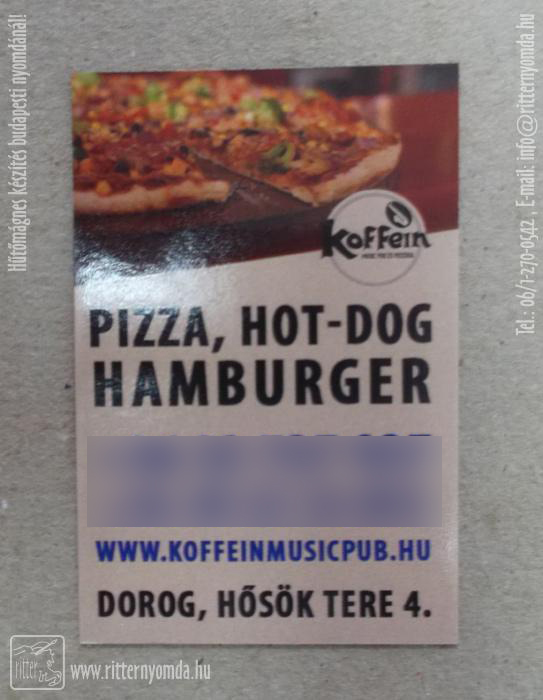 Hűtőmágnes készítés budapesti nyomdánál!
Tel.: 06/1-270-0542 , E-mail: info@ritternyomda.hu
Koffein
PIZZA, HOT-DOG
HAMBURGER
WWW.KOFFEINMUSICPUB.HU
DOROG, HŐSÖK TERE 4.
ritter
www.ritternyomda.hu